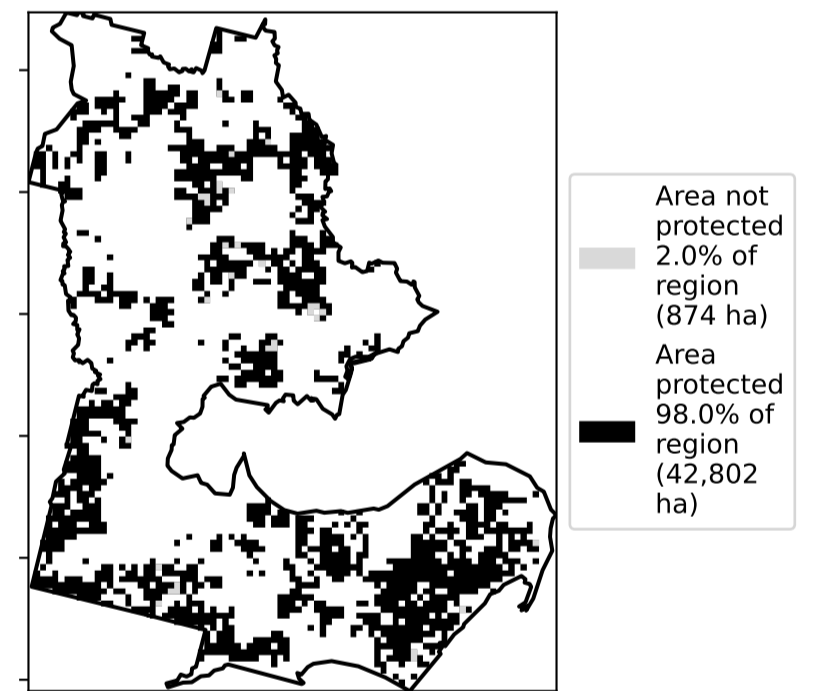 Area not
protected
2.0% of
region
(874 ha)
Area
protected
98.0% of
region
(42,802
ha)